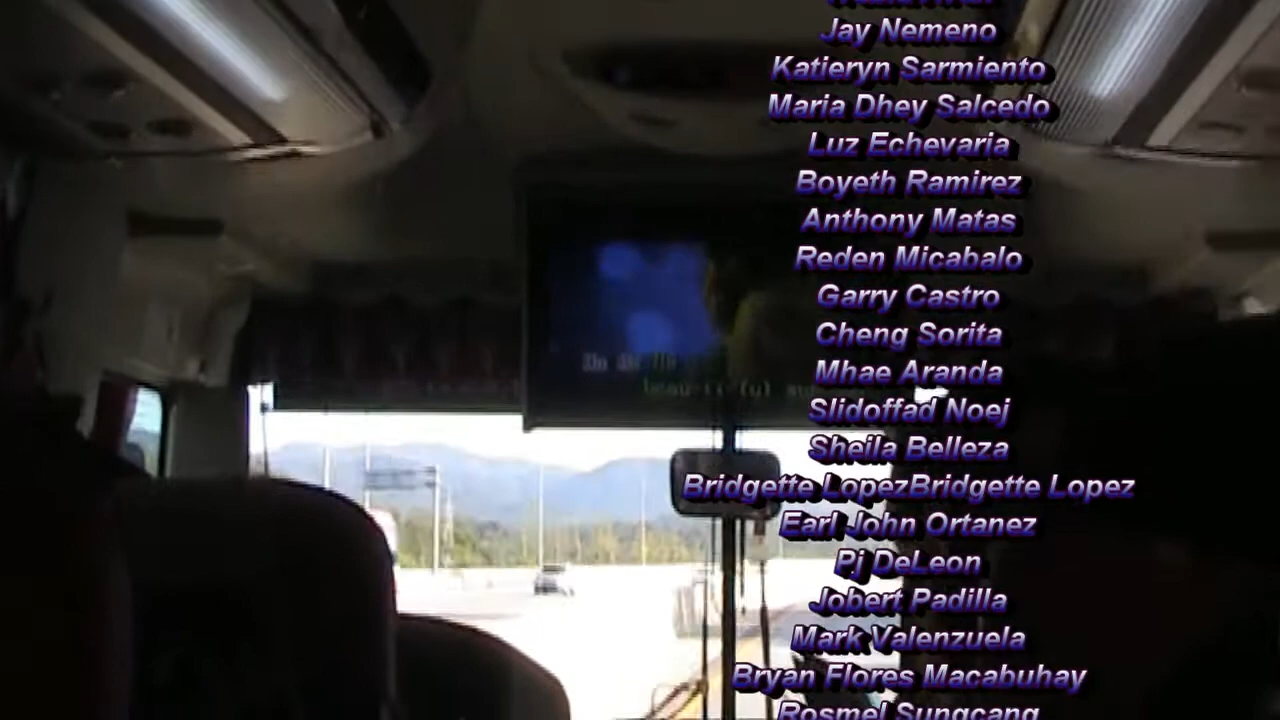 Jay Nemeno
Katieryn Sarmiento
Maria Dhey Salcedo
Luz Echevaria
Boyeth Ramirez
Anthony Matas
Reden Micabalo
Garry Castro
Cheng Sorita
Mhae Aranda
Slidoffad Noej
Sheila Belleza
Bridgette LopezBridgette Lopez
Earl John Ortanez
Pj DeLeon
Jobert Padilla
Mark Valenzuela
Bryan Flores Macabuhay
Rosmel Sungcang